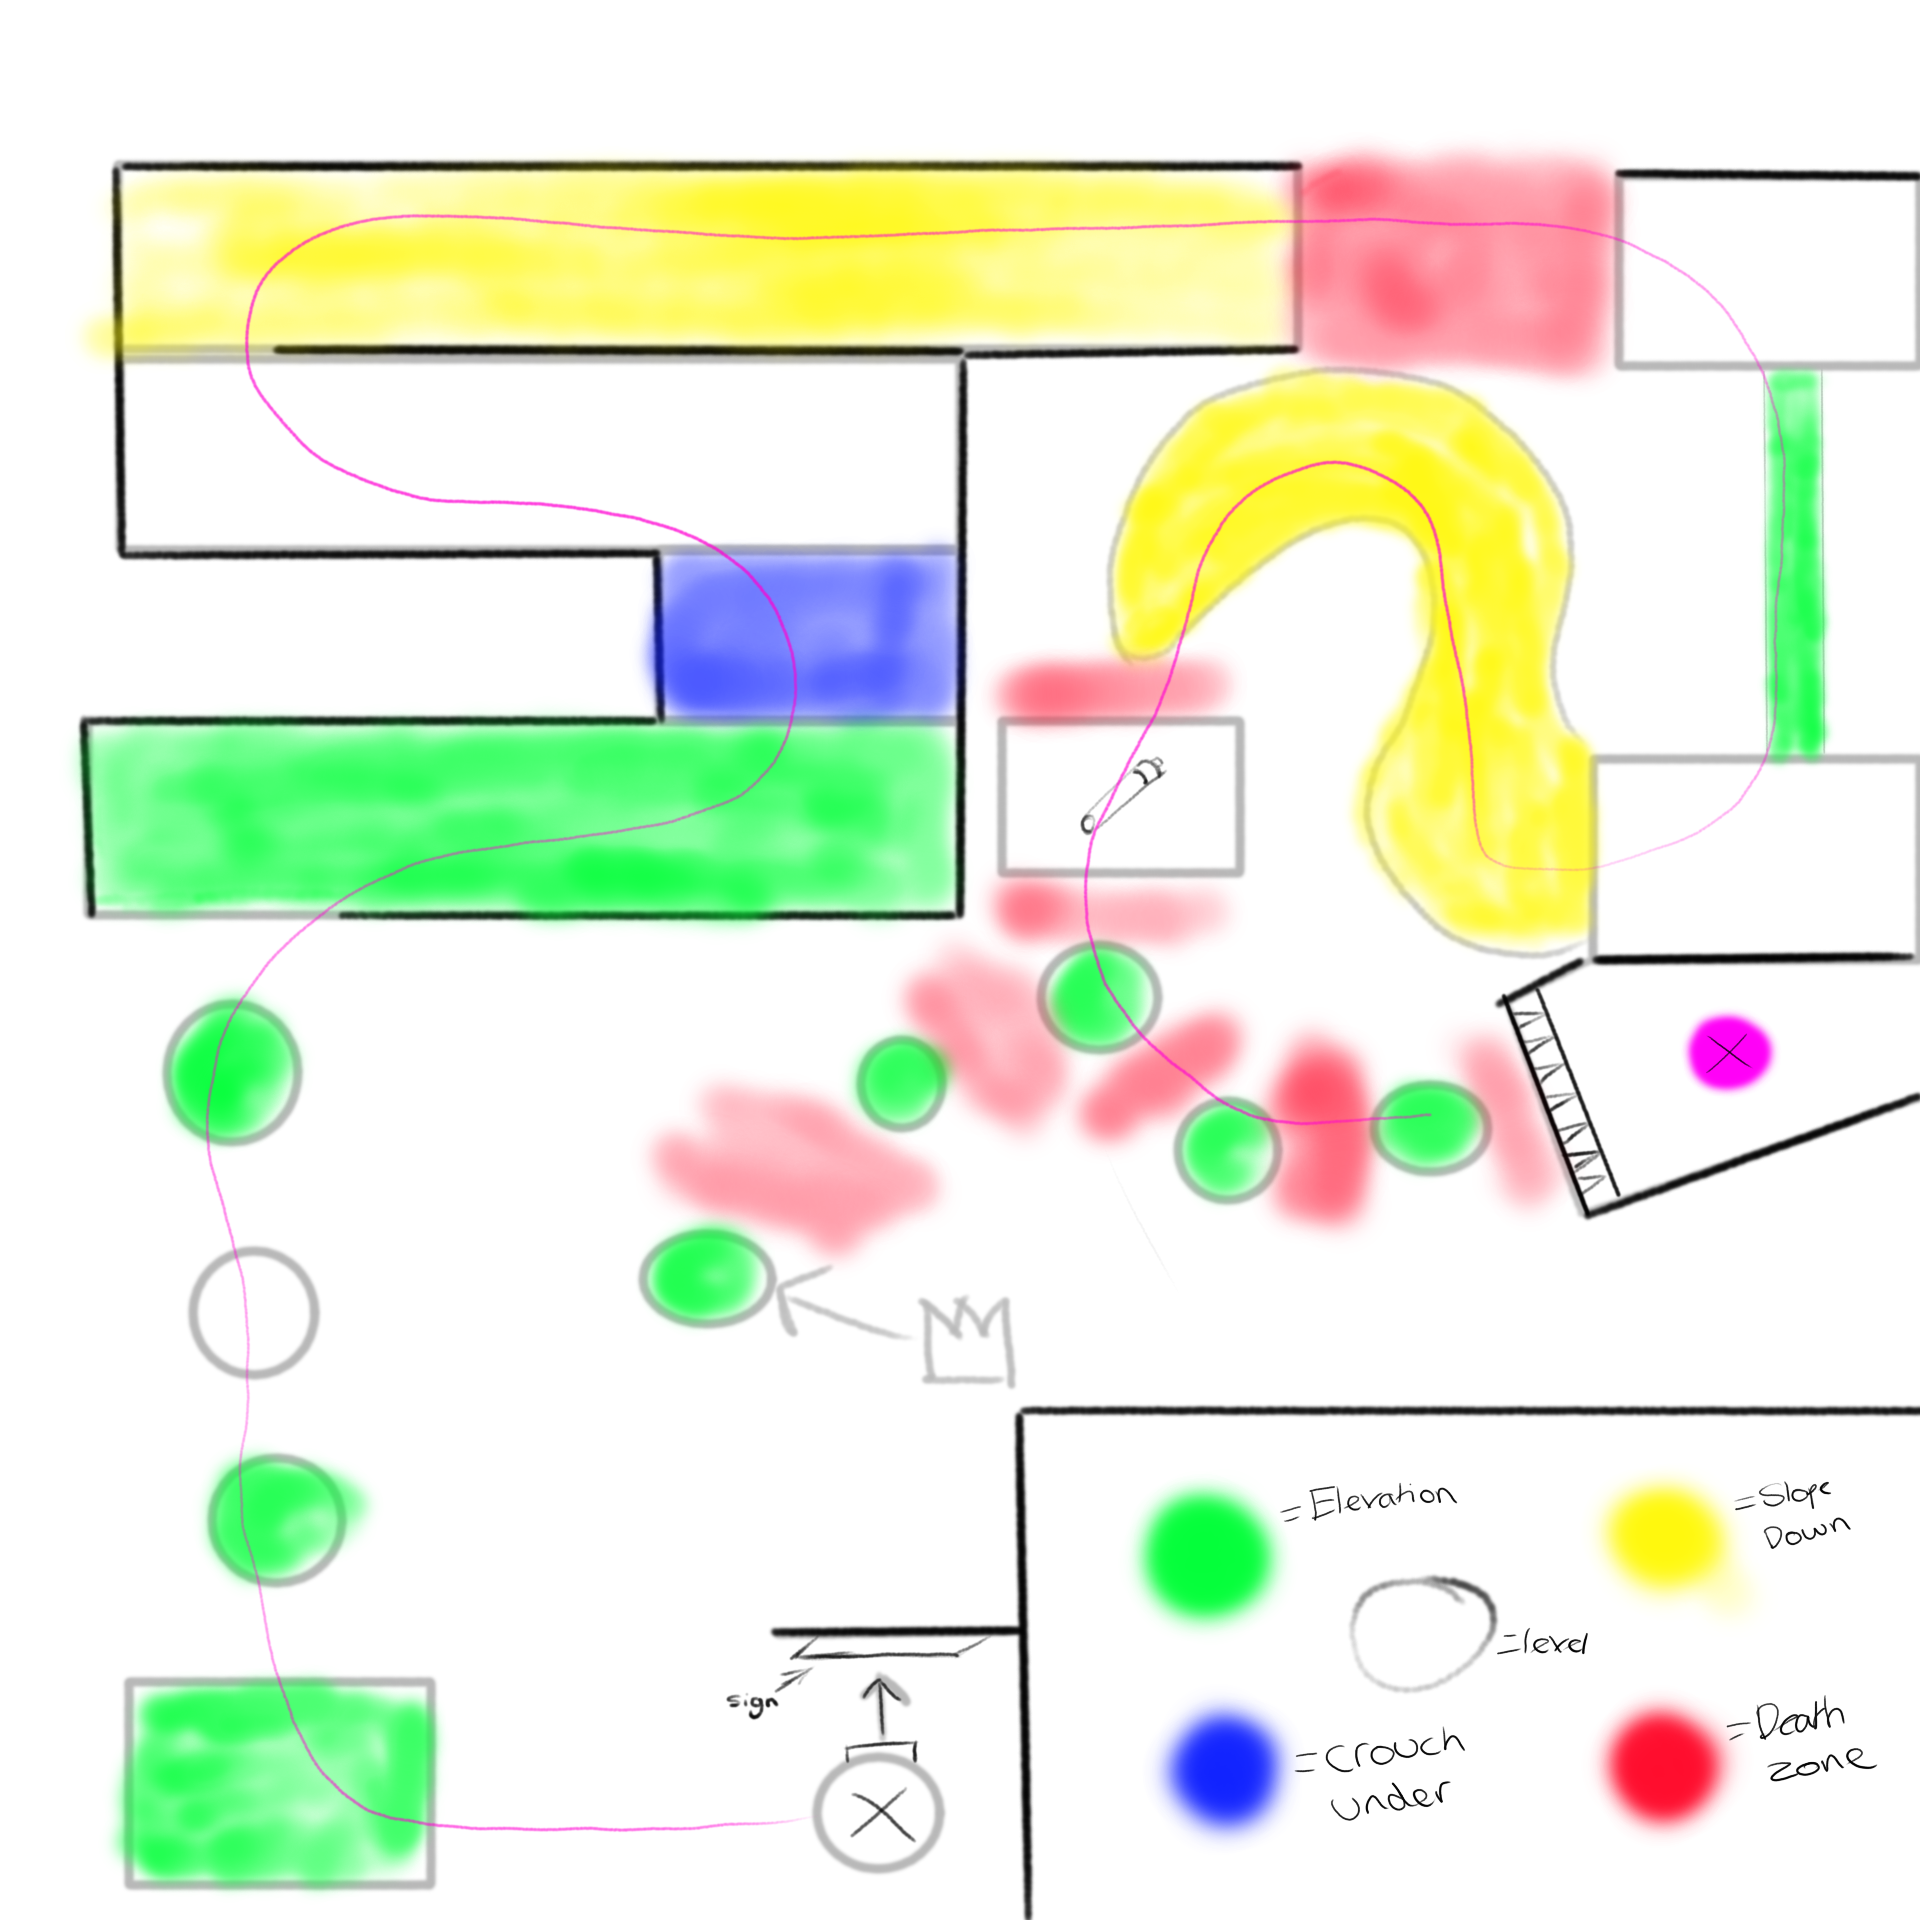 sign
=Elevation
=Slope
Down
=level
=crouch
under
=Death
zone